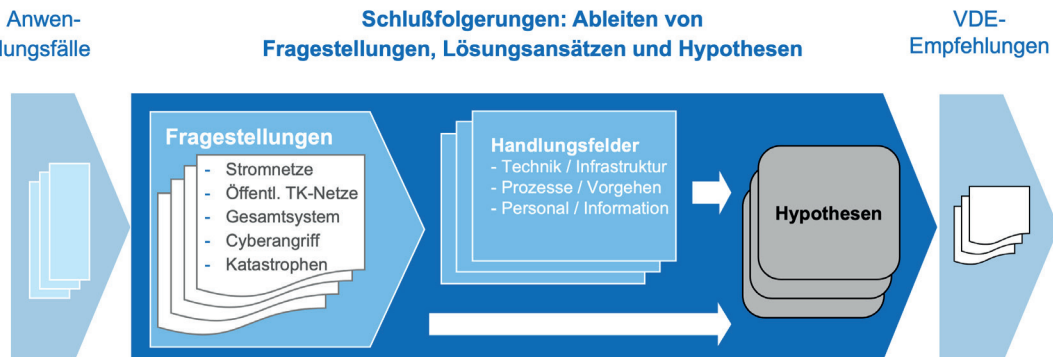 Anwen-
lungsfälle
Schlußfolgerungen: Ableiten von
Fragestellungen, Lösungsansätzen und Hypothesen
VDE-
Empfehlungen
Fragestellungen
- Stromnetze
- Öffentl. TK-Netze
- Gesamtsystem
- Cyberangriff
- Katastrophen
Handlungsfelder
- Technik / Infrastruktur
- Prozesse / Vorgehen
- Personal / Information
Hypothesen